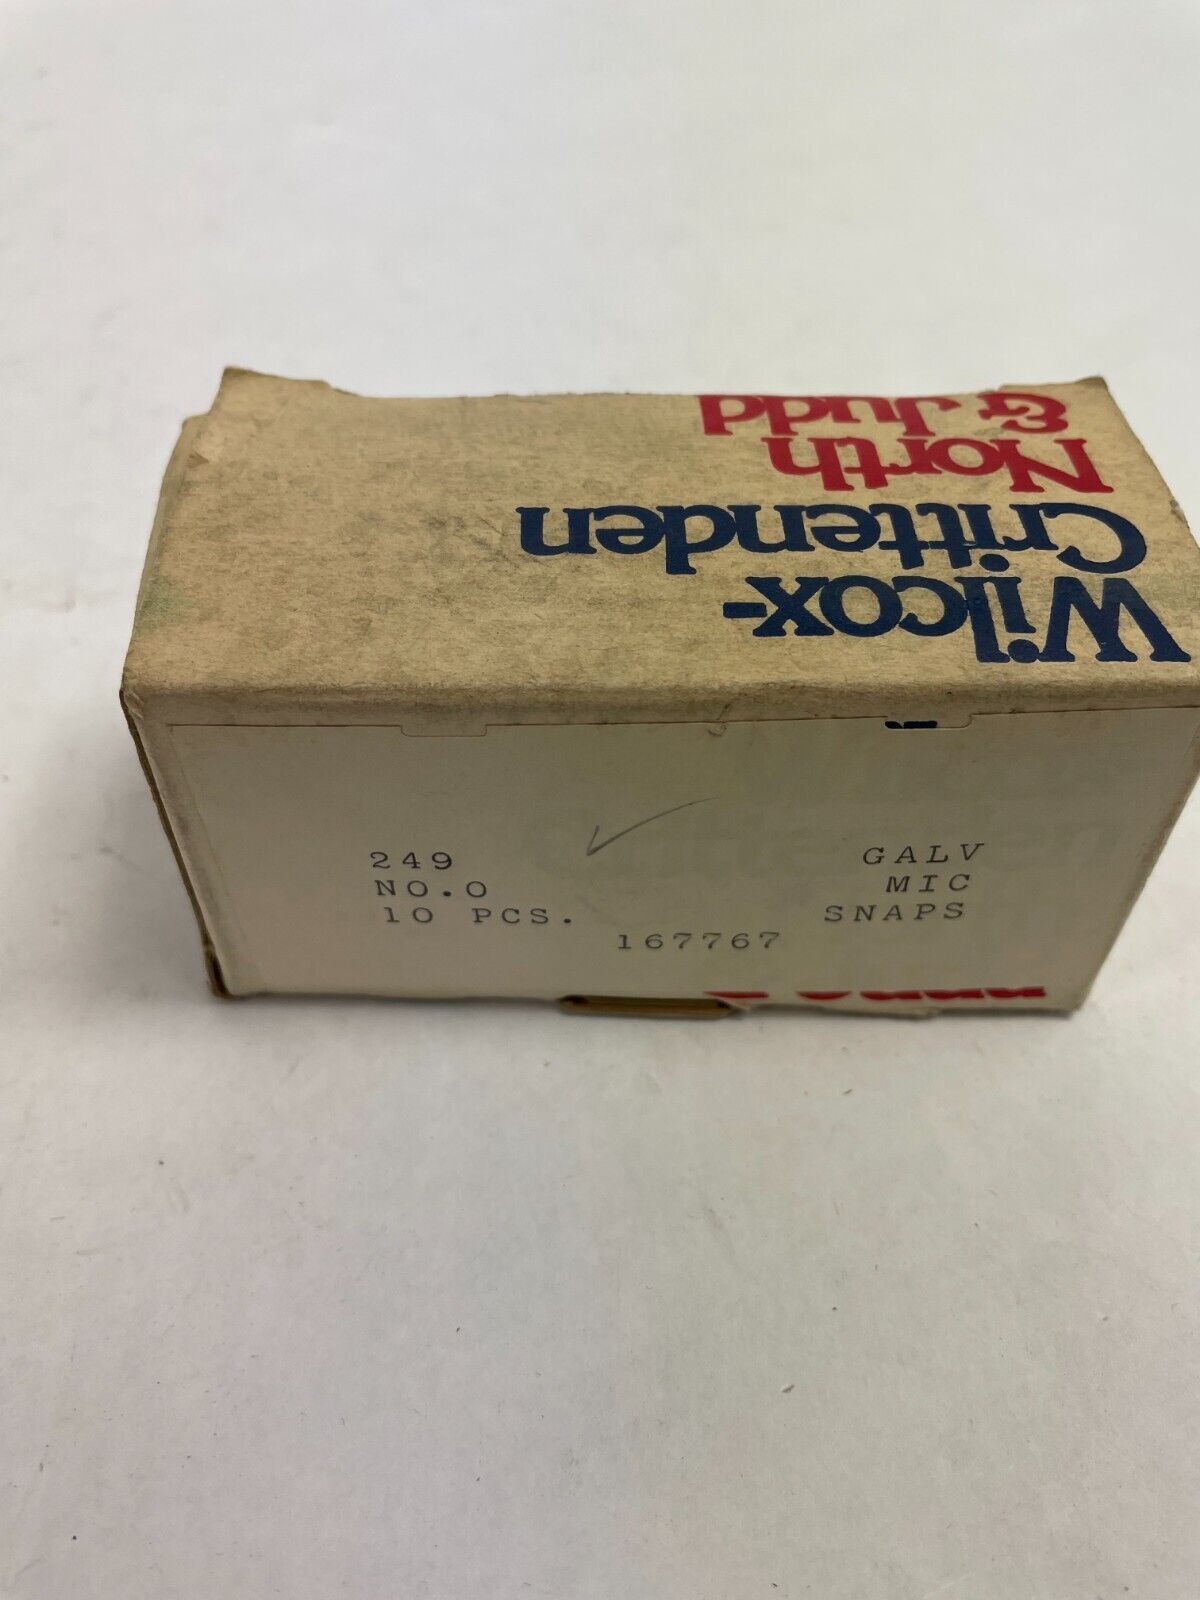 Wilcox-
Crittenden
North
& Judd
249 GALV
NO.0 MIC
10 PCS. SNAPS
167767